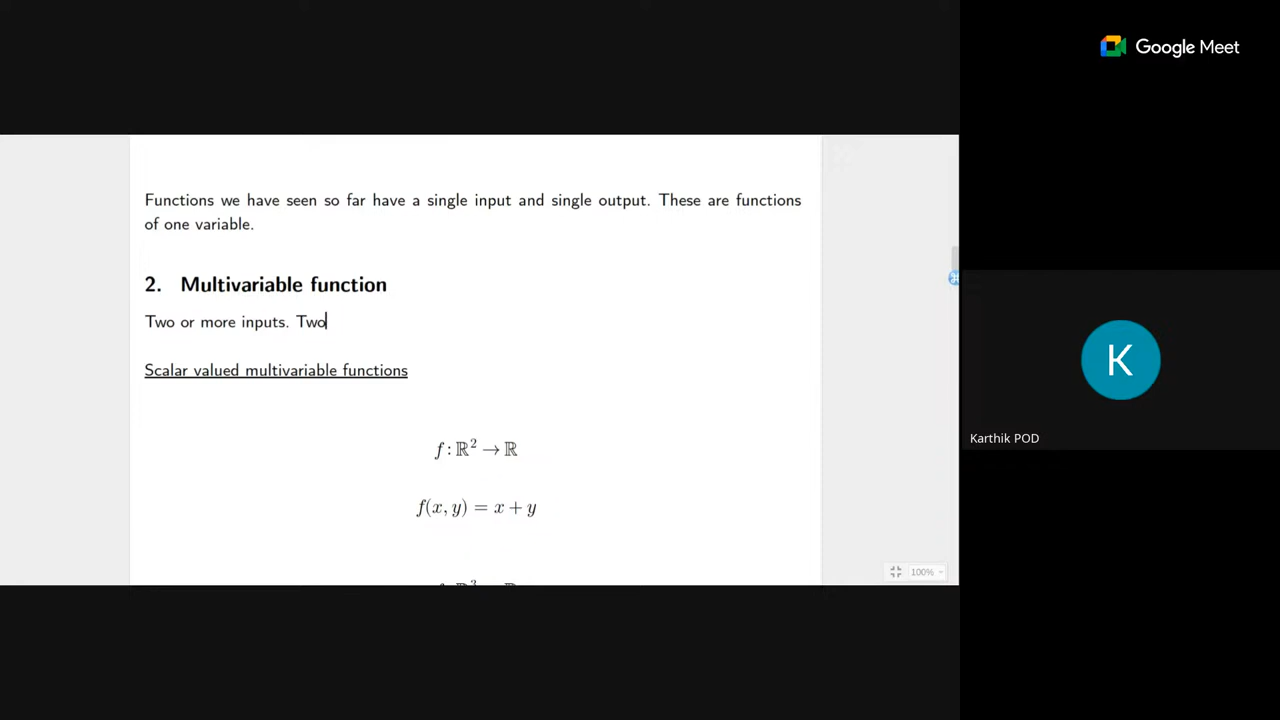 Google Meet
Functions we have seen so far have a single input and single output. These are functions
of one variable.
2. Multivariable function
Two or more inputs. Two
Scalar valued multivariable functions
f : ℝ² → ℝ
f(x, y) = x + y
100%
K
Karthik POD